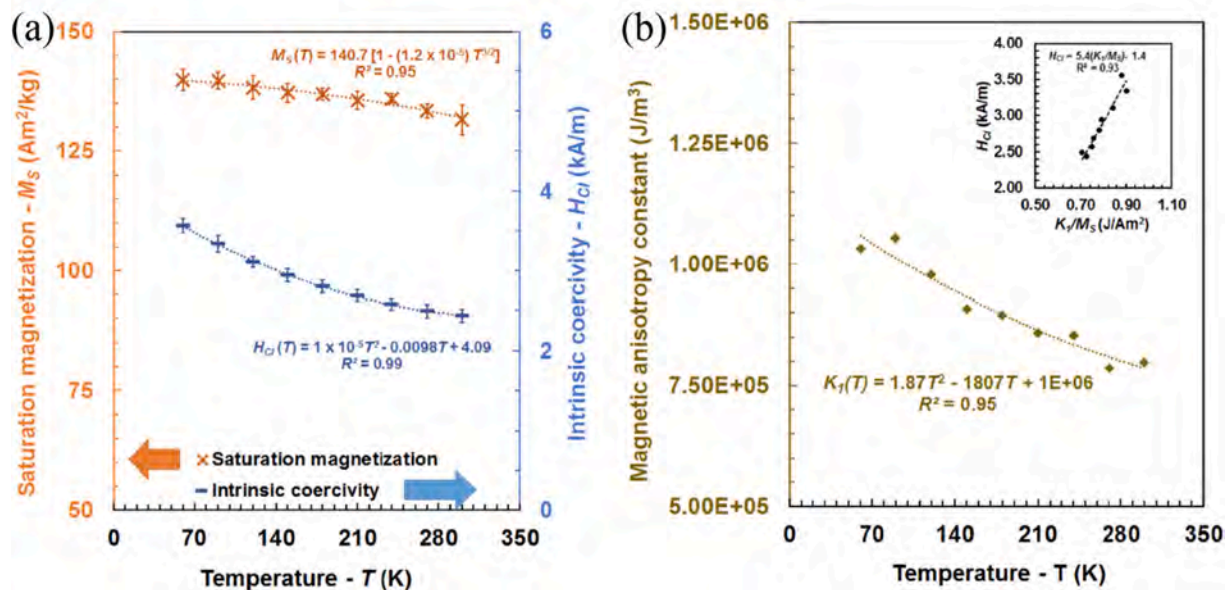 (a)
150
125
100
75
50
Saturation magnetization - M_S (Am²/kg)
M_S(T) = 140.7 [1 - (1.2 x 10⁻⁵) T^3/2]
R² = 0.95
H_CI(T) = 1 x 10⁻⁵T² - 0.0098T + 4.09
R² = 0.99
Saturation magnetization
Intrinsic coercivity
6
4
2
0
Intrinsic coercivity - H_CI (kA/m)
0 70 140 210 280 350
Temperature - T (K)
(b)
1.50E+06
1.25E+06
1.00E+06
7.50E+05
5.00E+05
Magnetic anisotropy constant (J/m³)
K_1(T) = 1.87T² - 1807T + 1E+06
R² = 0.95
4.00
3.50
3.00
2.50
2.00
H_CI (kA/m)
H_CI = 5.4(K_1/M_S) - 1.4
R² = 0.93
0.50 0.70 0.90 1.10
K_1/M_S (J/Am²)
0 70 140 210 280 350
Temperature - T (K)